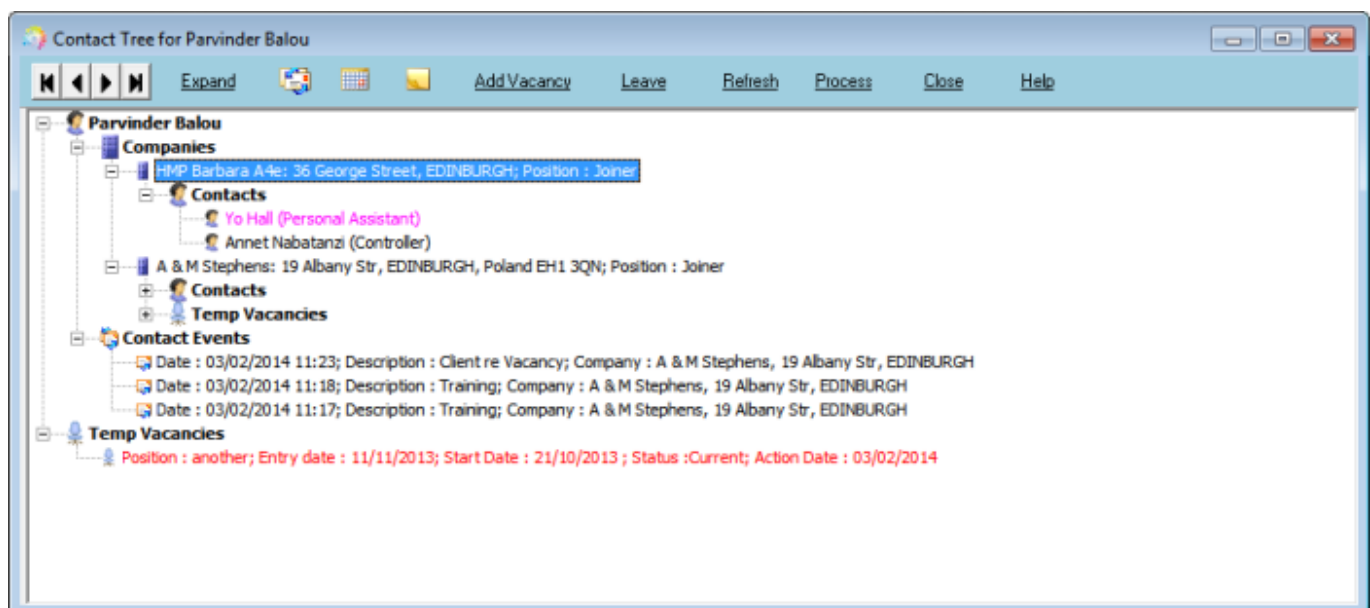 Contact Tree for Parvinder Balou
Expand Add Vacancy Leave Refresh Process Close Help
Parvinder Balou
Companies
HMP Barbara A4e: 36 George Street, EDINBURGH; Position : Joiner
Contacts
Yo Hall (Personal Assistant)
Annet Nabatanzi (Controller)
A & M Stephens: 19 Albany Str, EDINBURGH, Poland EH1 3QN; Position : Joiner
Contacts
Temp Vacancies
Contact Events
Date : 03/02/2014 11:23; Description : Client re Vacancy; Company : A & M Stephens, 19 Albany Str, EDINBURGH
Date : 03/02/2014 11:18; Description : Training; Company : A & M Stephens, 19 Albany Str, EDINBURGH
Date : 03/02/2014 11:17; Description : Training; Company : A & M Stephens, 19 Albany Str, EDINBURGH
Temp Vacancies
Position : another; Entry date : 11/11/2013; Start Date : 21/10/2013 ; Status :Current; Action Date : 03/02/2014